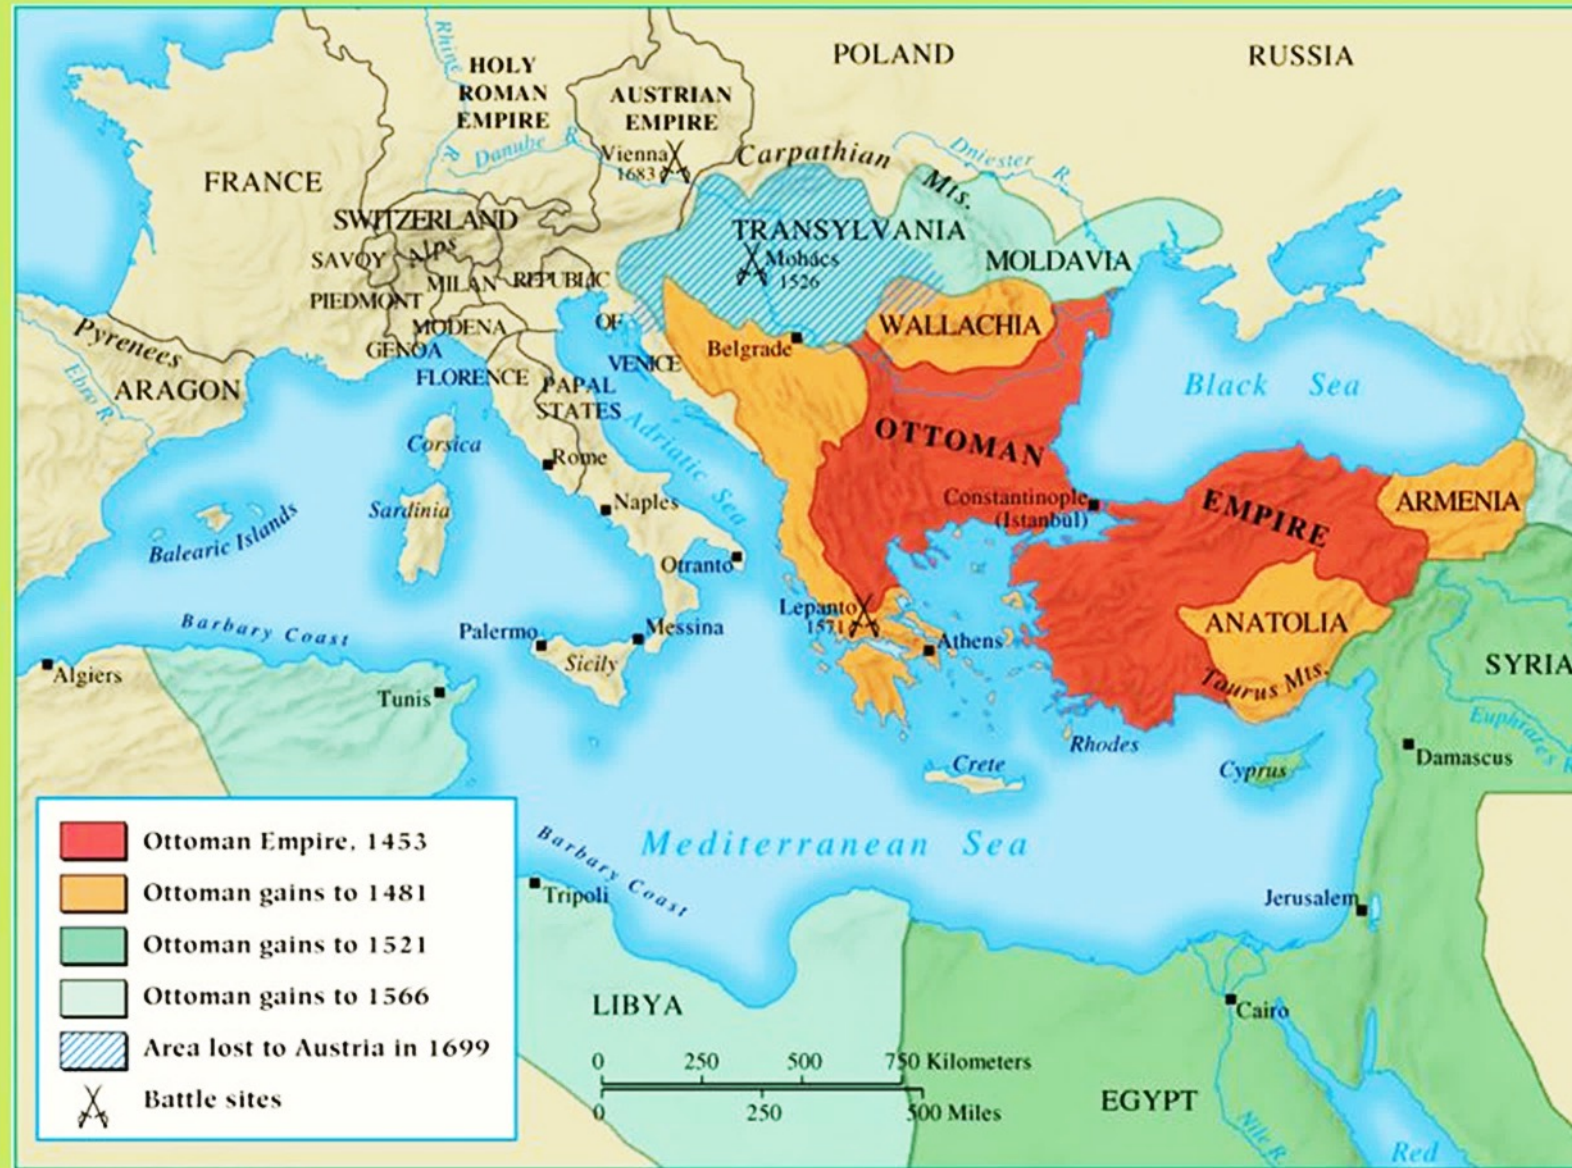 POLAND
RUSSIA
Rhine
R.
HOLY
ROMAN
EMPIRE
AUSTRIAN
EMPIRE
Danube R.
Vienna
1683
Carpathian
Mts.
Dniester R.
FRANCE
SWITZERLAND
Alps
SAVOY
MILAN
REPUBLIC
OF
VENICE
PIEDMONT
MODENA
GENOA
FLORENCE
PAPAL
STATES
TRANSYLVANIA
Mohács
1526
MOLDAVIA
WALLACHIA
Belgrade
Pyrenees
Ebro R.
ARAGON
Corsica
Rome
Adriatic Sea
Black Sea
OTTOMAN
EMPIRE
Constantinople
(Istanbul)
ARMENIA
Naples
Sardinia
Balearic Islands
Otranto
Lepanto
1571
Athens
ANATOLIA
Taurus Mts.
SYRIA
Euphrates R
Barbary Coast
Palermo
Messina
Sicily
Algiers
Tunis
Rhodes
Crete
Cyprus
Damascus
Mediterranean Sea
Barbary Coast
Tripoli
Jerusalem
LIBYA
Cairo
EGYPT
Nile R.
Red
Ottoman Empire, 1453
Ottoman gains to 1481
Ottoman gains to 1521
Ottoman gains to 1566
Area lost to Austria in 1699
Battle sites
0 250 500 750 Kilometers
0 250 500 Miles